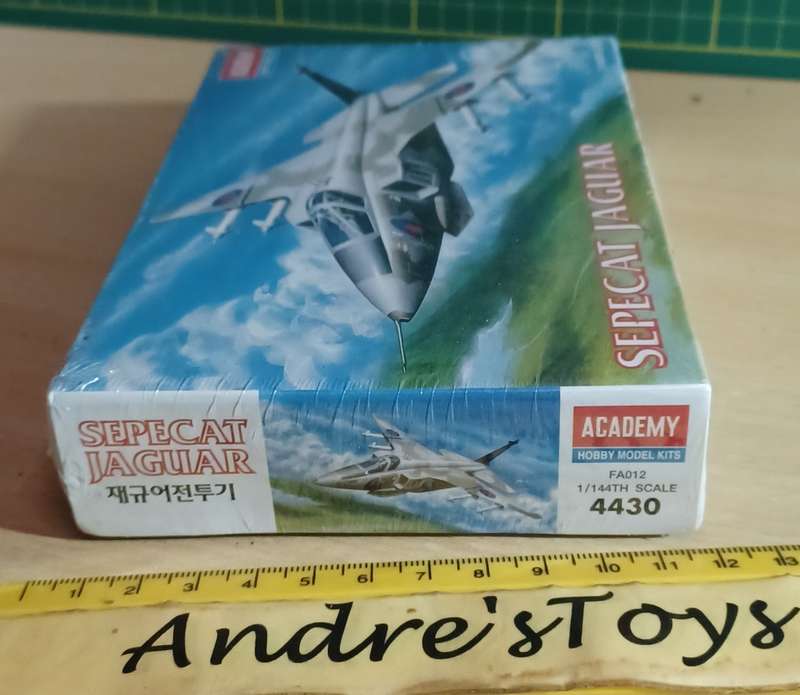 ACADEMY
SEPECAT JAGUAR
SEPECAT
JAGUAR
재규어전투기
ACADEMY
HOBBY MODEL KITS
FA012
1/144TH SCALE
4430
1 2 3 4 5 6 7 8 9 10 11 12 13
Andre'sToys